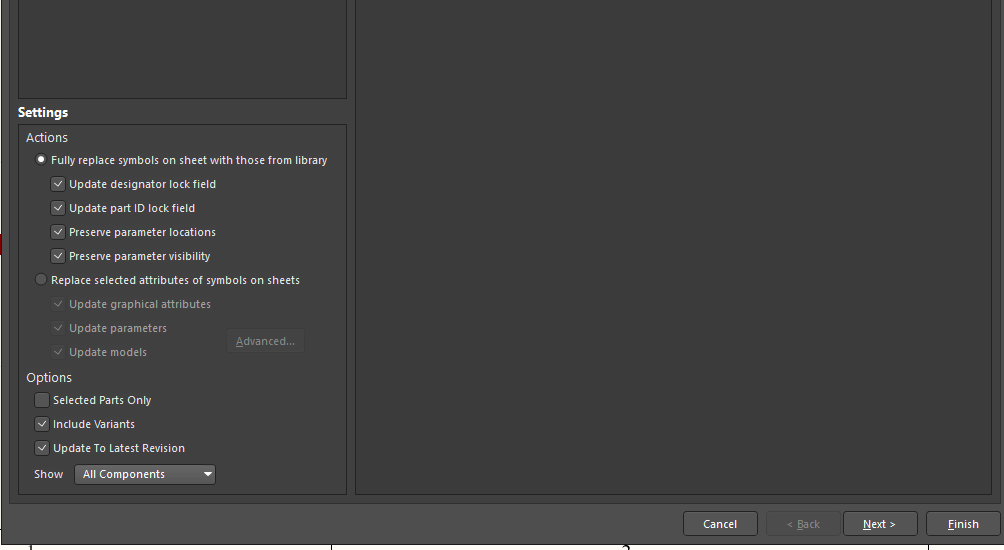 Settings
Actions
Fully replace symbols on sheet with those from library
Update designator lock field
Update part ID lock field
Preserve parameter locations
Preserve parameter visibility
Replace selected attributes of symbols on sheets
Update graphical attributes
Update parameters
Advanced...
Update models
Options
Selected Parts Only
Include Variants
Update To Latest Revision
Show All Components
Cancel < Back Next > Finish